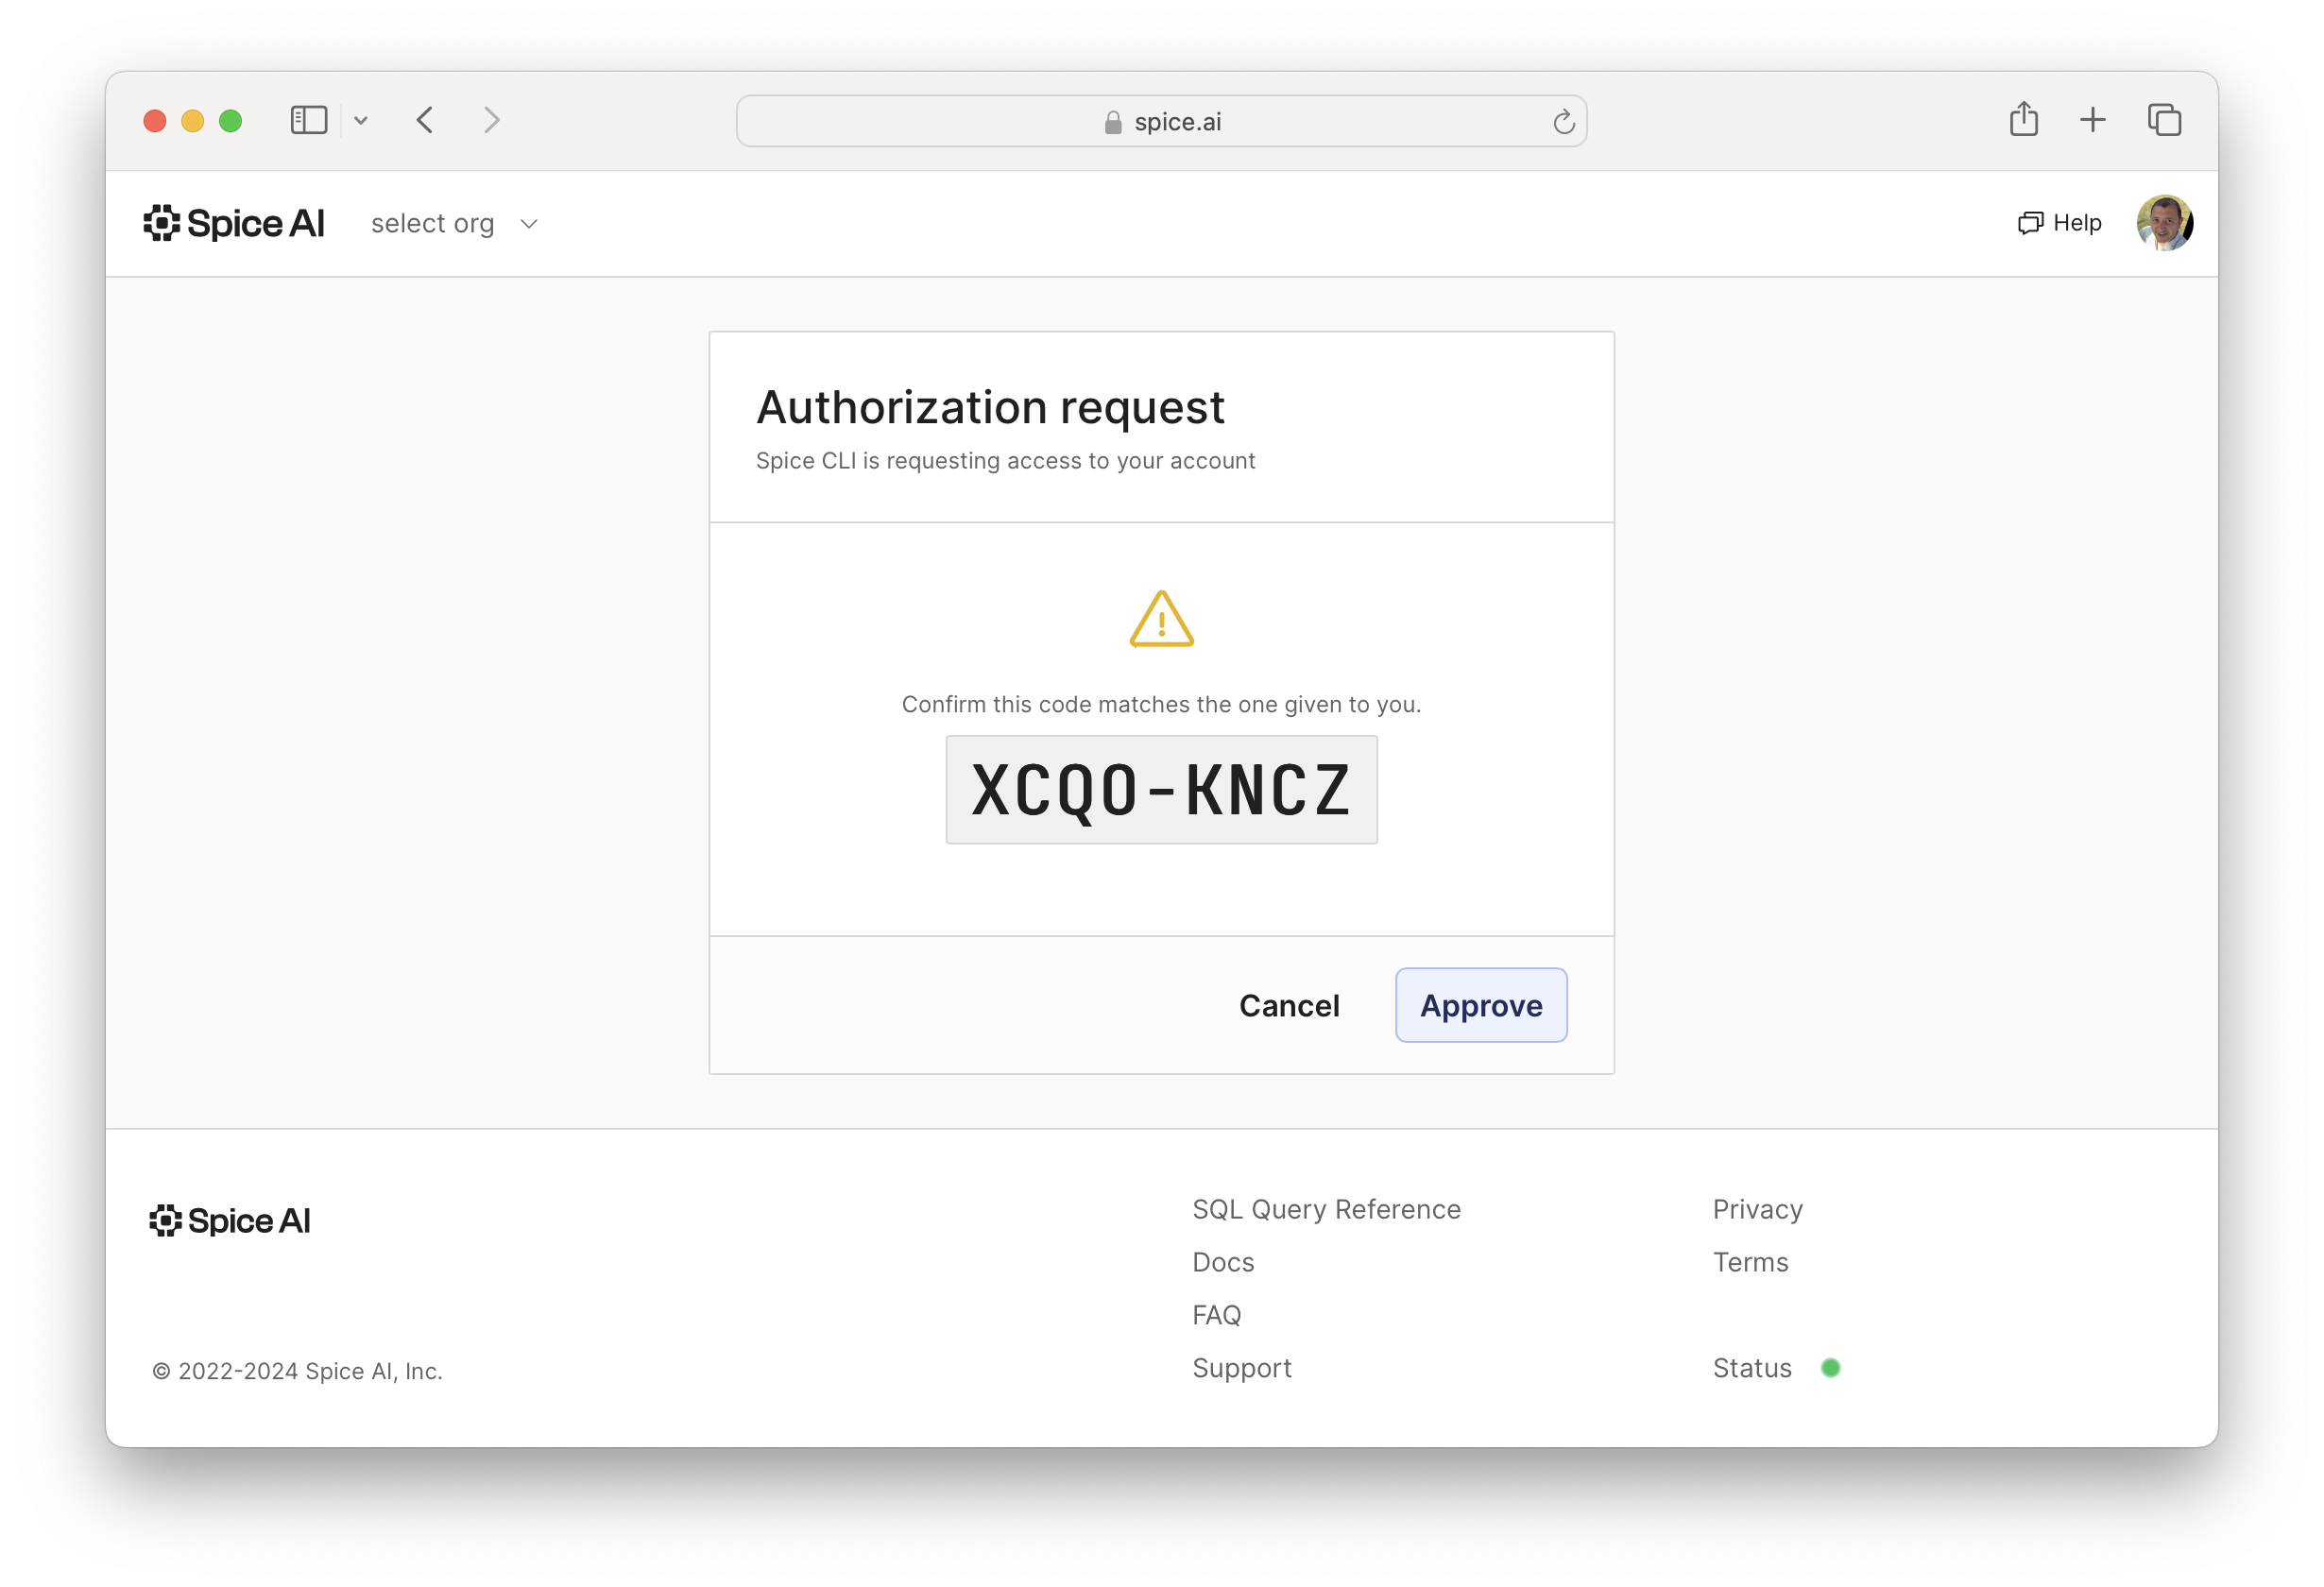 spice.ai
Spice AI select org Help
Authorization request
Spice CLI is requesting access to your account
Confirm this code matches the one given to you.
XCQO-KNCZ
Cancel Approve
Spice AI
© 2022-2024 Spice AI, Inc.
SQL Query Reference
Docs
FAQ
Support
Privacy
Terms
Status